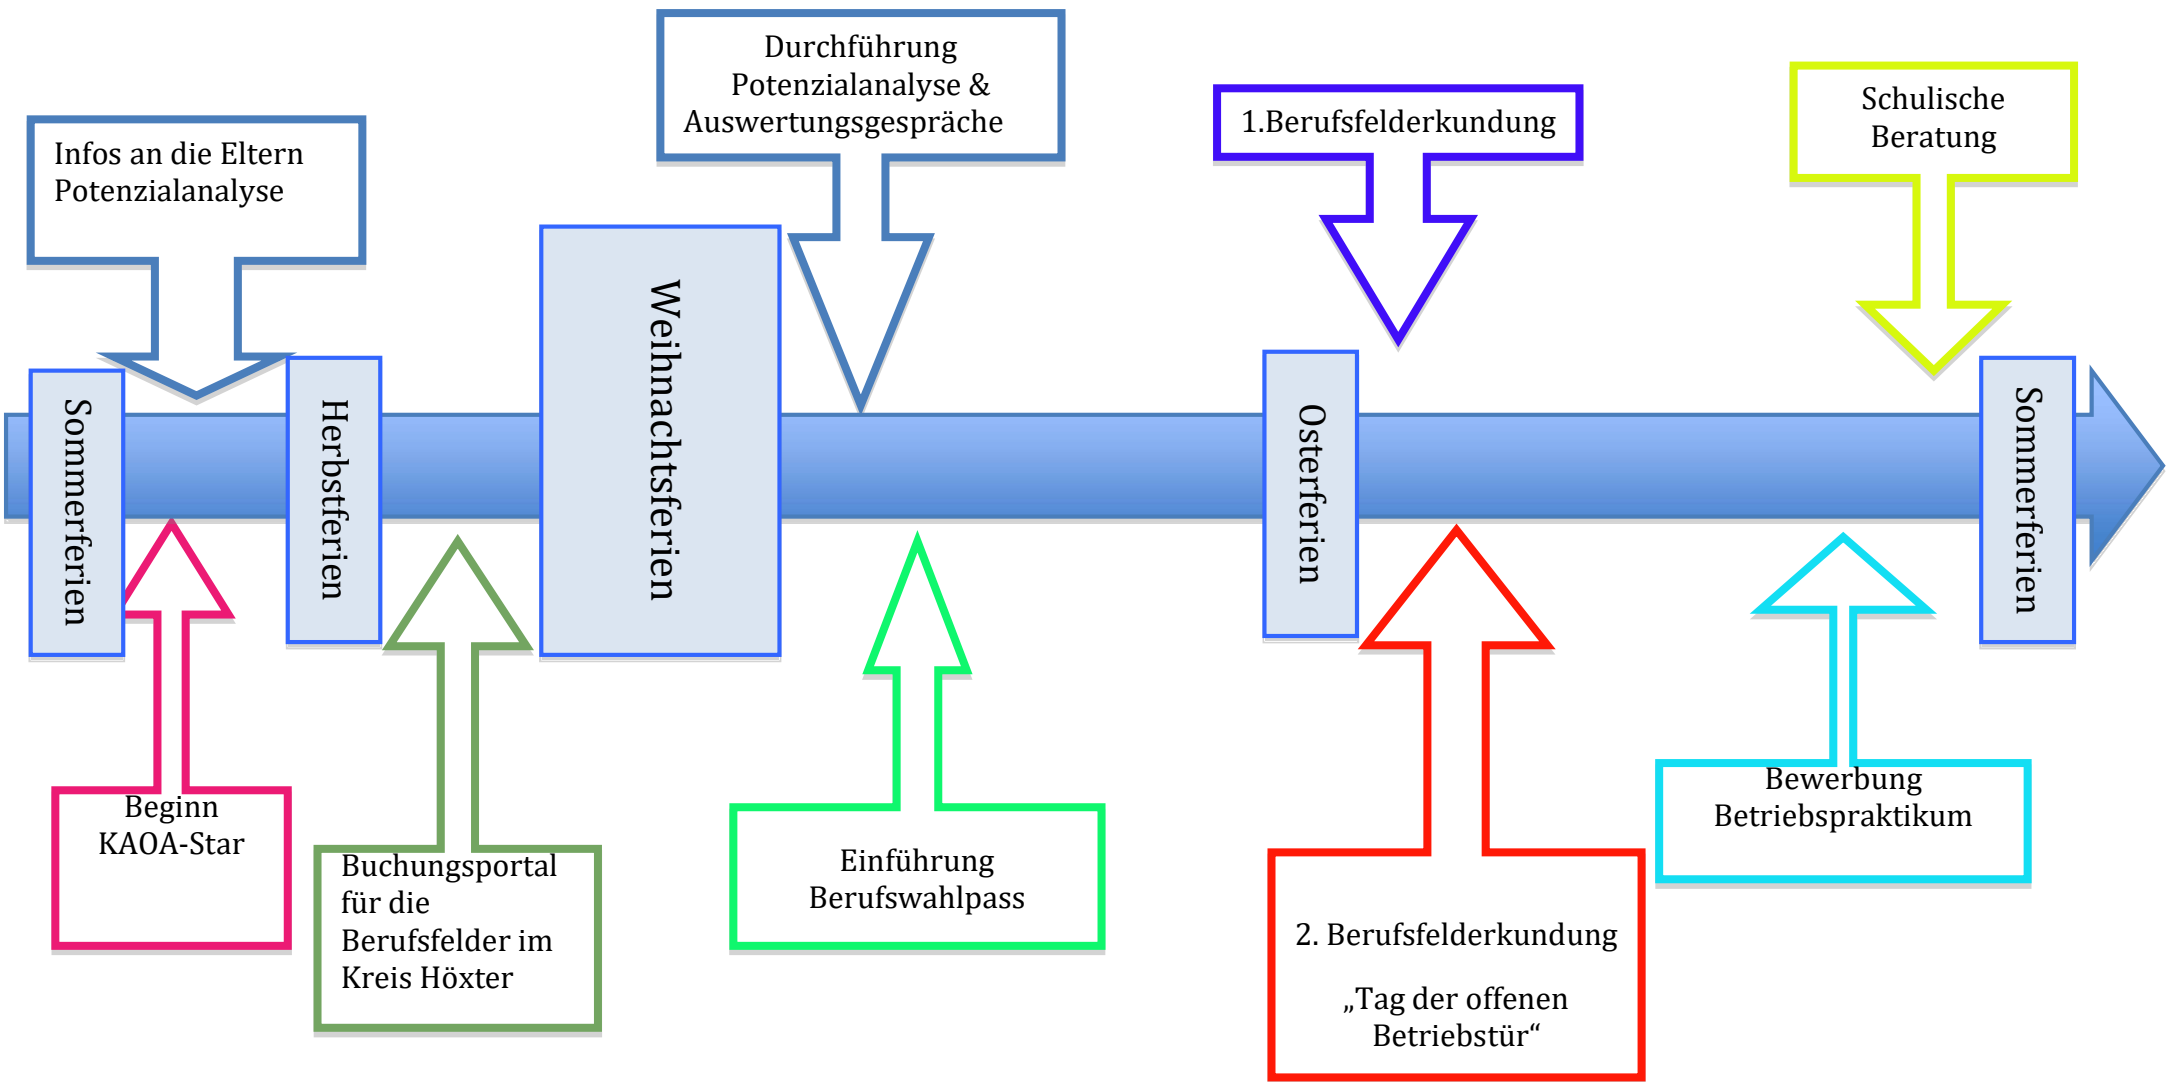 Durchführung
Potenzialanalyse &
Auswertungsgespräche
Infos an die Eltern
Potenzialanalyse
1.Berufsfelderkundung
Schulische
Beratung
Sommerferien
Herbstferien
Weihnachtsferien
Osterferien
Sommerferien
Beginn
KAOA-Star
Buchungsportal
für die
Berufsfelder im
Kreis Höxter
Einführung
Berufswahlpass
2. Berufsfelderkundung
„Tag der offenen
Betriebstür“
Bewerbung
Betriebspraktikum